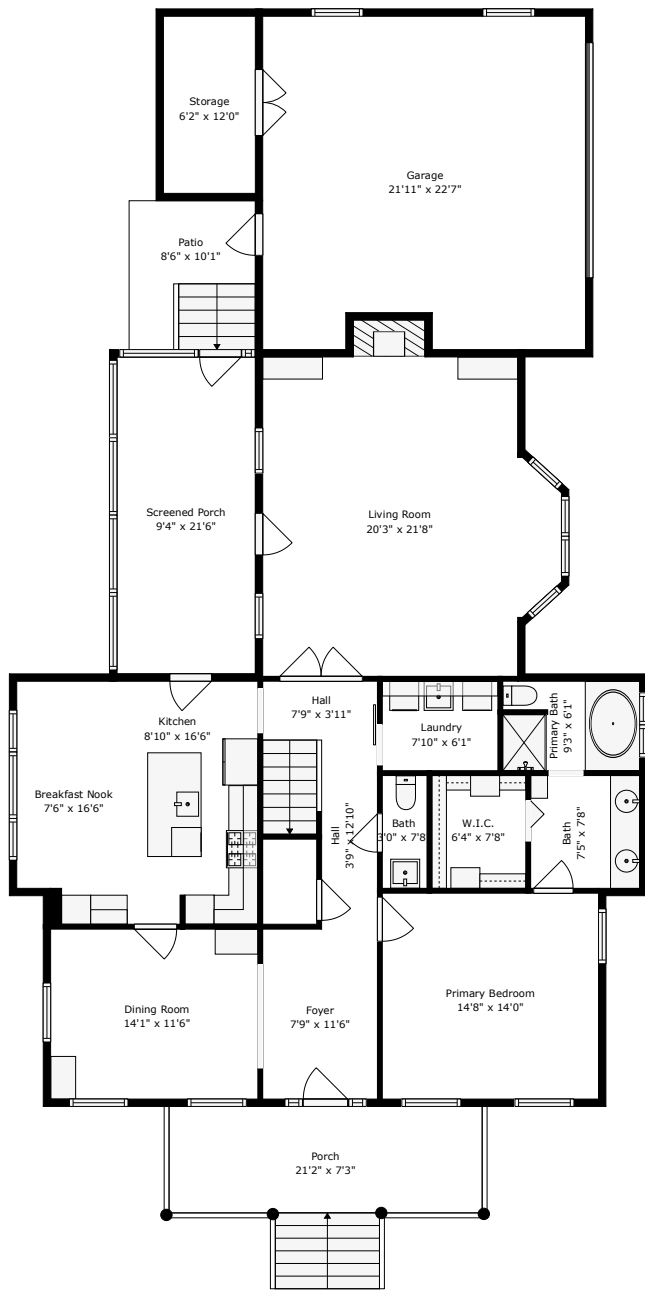 Storage
6'2" x 12'0"
Garage
21'11" x 22'7"
Patio
8'6" x 10'1"
Screened Porch
9'4" x 21'6"
Living Room
20'3" x 21'8"
Kitchen
8'10" x 16'6"
Hall
7'9" x 3'11"
Laundry
7'10" x 6'1"
Primary Bath
9'3" x 6'1"
Breakfast Nook
7'6" x 16'6"
Hall
3'9" x 12'10"
Bath
3'0" x 7'8
W.I.C.
6'4" x 7'8"
Bath
7'5" x 7'8"
Dining Room
14'1" x 11'6"
Foyer
7'9" x 11'6"
Primary Bedroom
14'8" x 14'0"
Porch
21'2" x 7'3"